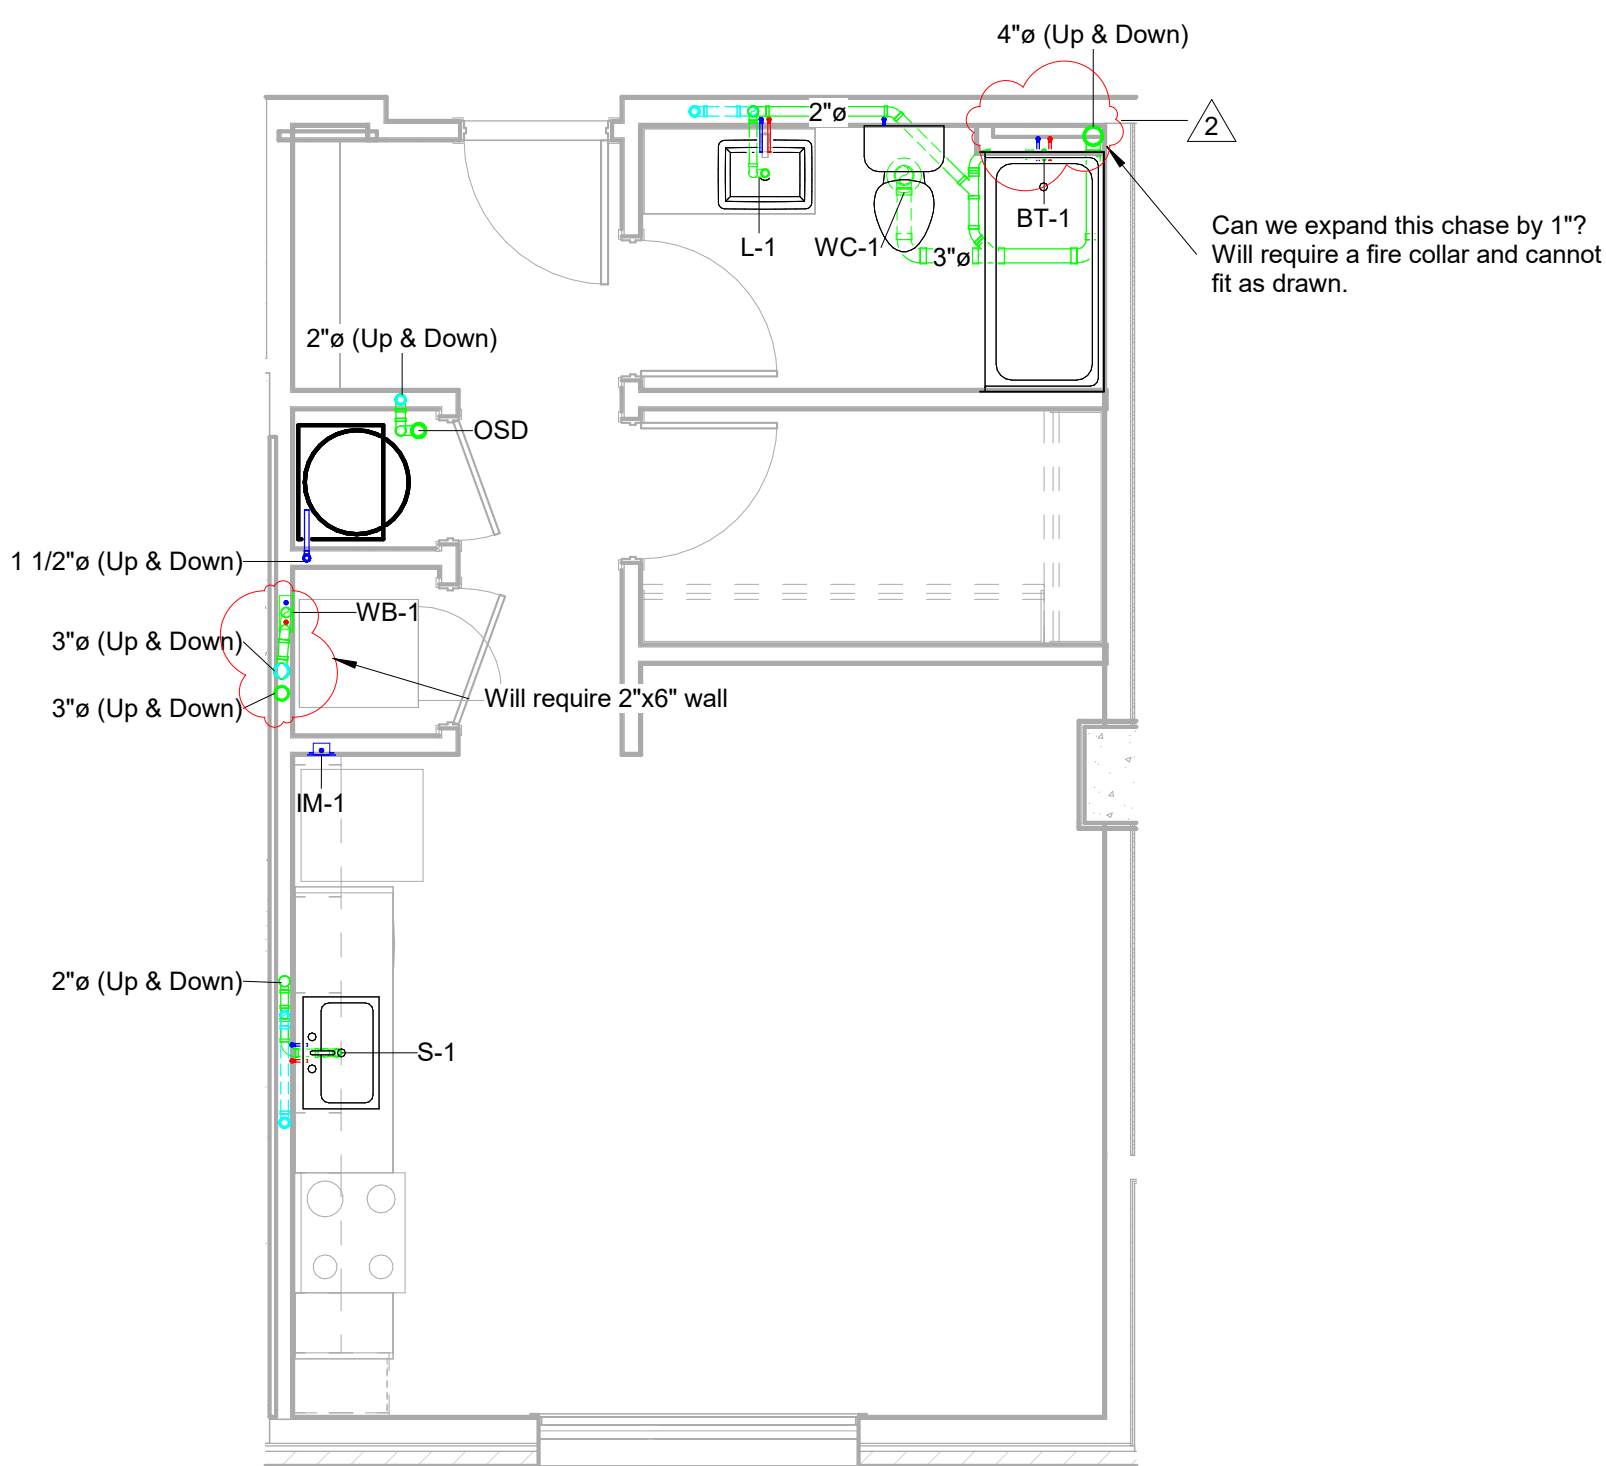 4"ø (Up & Down)
2"ø
2
BT-1
L-1
WC-1
3"ø
Can we expand this chase by 1"?
Will require a fire collar and cannot
fit as drawn.
2"ø (Up & Down)
OSD
1 1/2"ø (Up & Down)
WB-1
3"ø (Up & Down)
Will require 2"x6" wall
3"ø (Up & Down)
IM-1
2"ø (Up & Down)
S-1